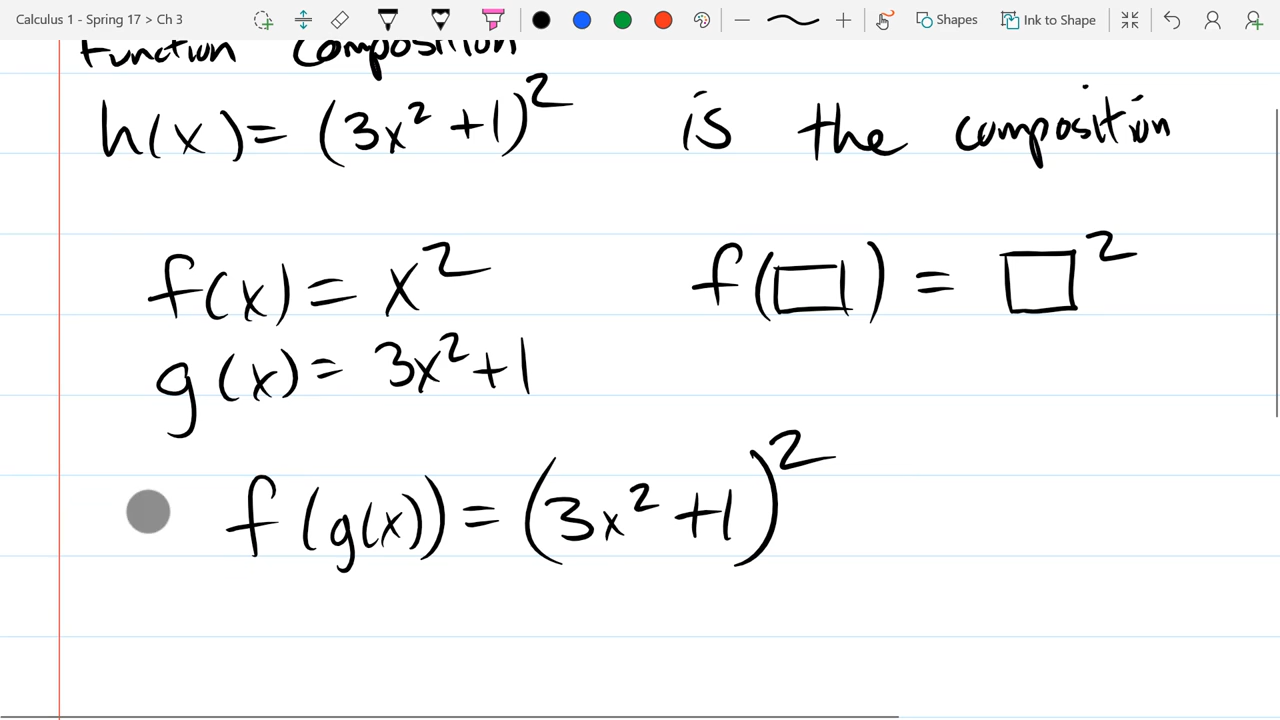 Calculus 1 - Spring 17 > Ch 3
Shapes
Ink to Shape
Function Composition
h(x) = (3x² +1)² is the composition
f(x) = x² f(□) = □²
g(x) = 3x² +1
f(g(x)) = (3x² +1)²